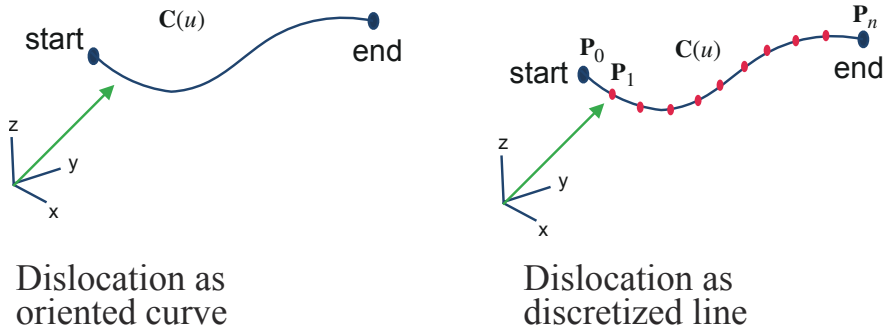 C(u)
start
end
z
y
x
Dislocation as
oriented curve
P₀
P₁
C(u)
Pₙ
start
end
z
y
x
Dislocation as
discretized line